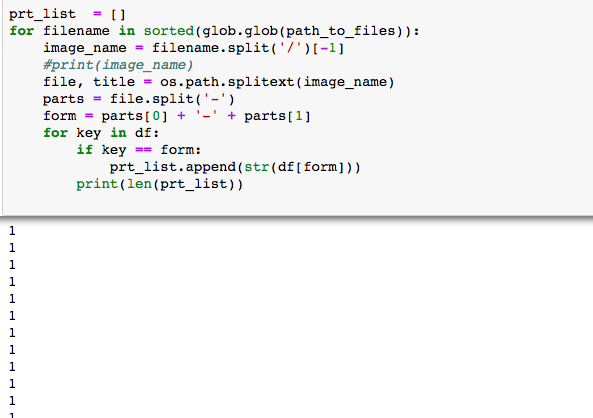 prt_list  = []
for filename in sorted(glob.glob(path_to_files)):
    image_name = filename.split('/')[-1]
    #print(image_name)
    file, title = os.path.splitext(image_name)
    parts = file.split('-')
    form = parts[0] + '-' + parts[1]
    for key in df:
        if key == form:
            prt_list.append(str(df[form]))
        print(len(prt_list))
1
1
1
1
1
1
1
1
1
1
1
1